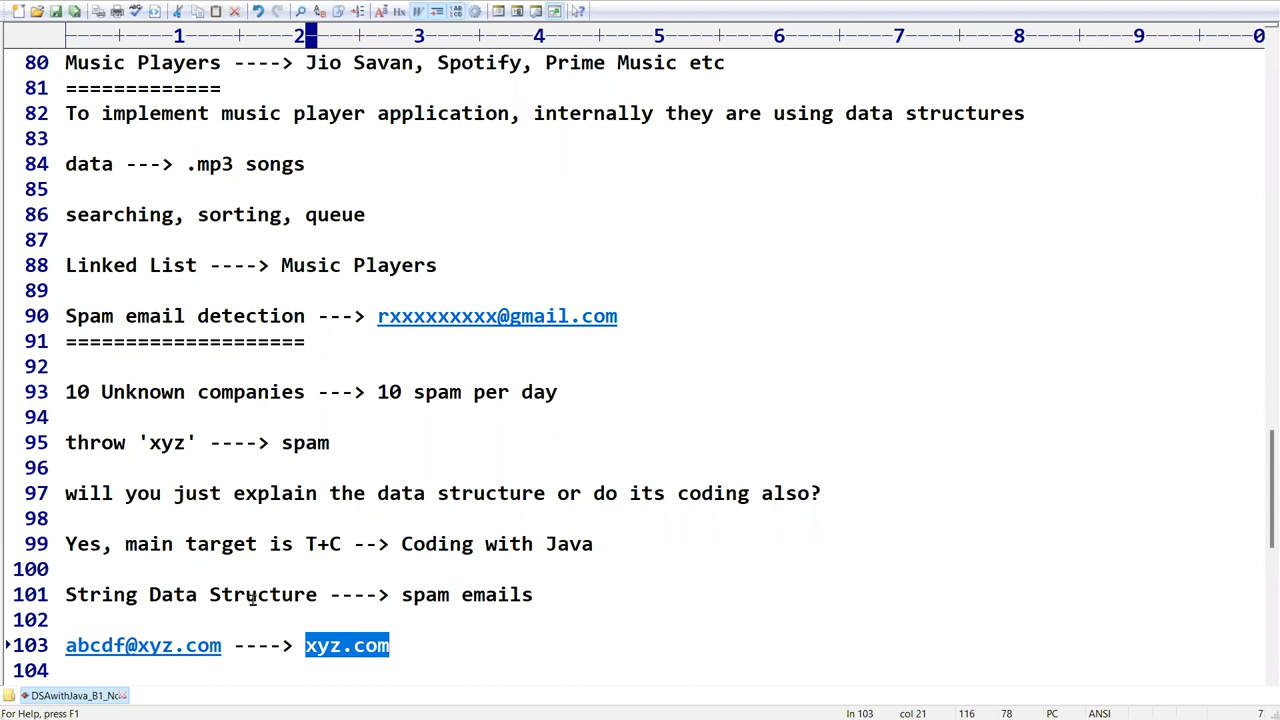 ----+----1----+----2----+----3----+----4----+----5----+----6----+----7----+----8----+----9----+----0
80 Music Players ----> Jio Savan, Spotify, Prime Music etc
81 =============
82 To implement music player application, internally they are using data structures
83
84 data ---> .mp3 songs
85
86 searching, sorting, queue
87
88 Linked List ----> Music Players
89
90 Spam email detection ---> rxxxxxxxxx@gmail.com
91 ====================
92
93 10 Unknown companies ---> 10 spam per day
94
95 throw 'xyz' ----> spam
96
97 will you just explain the data structure or do its coding also?
98
99 Yes, main target is T+C --> Coding with Java
100
101 String Data Structure ----> spam emails
102
103 abcdf@xyz.com ----> xyz.com
104
DSAwithJava_B1_No
For Help, press F1 ln 103 col 21 116 78 PC ANSI 7